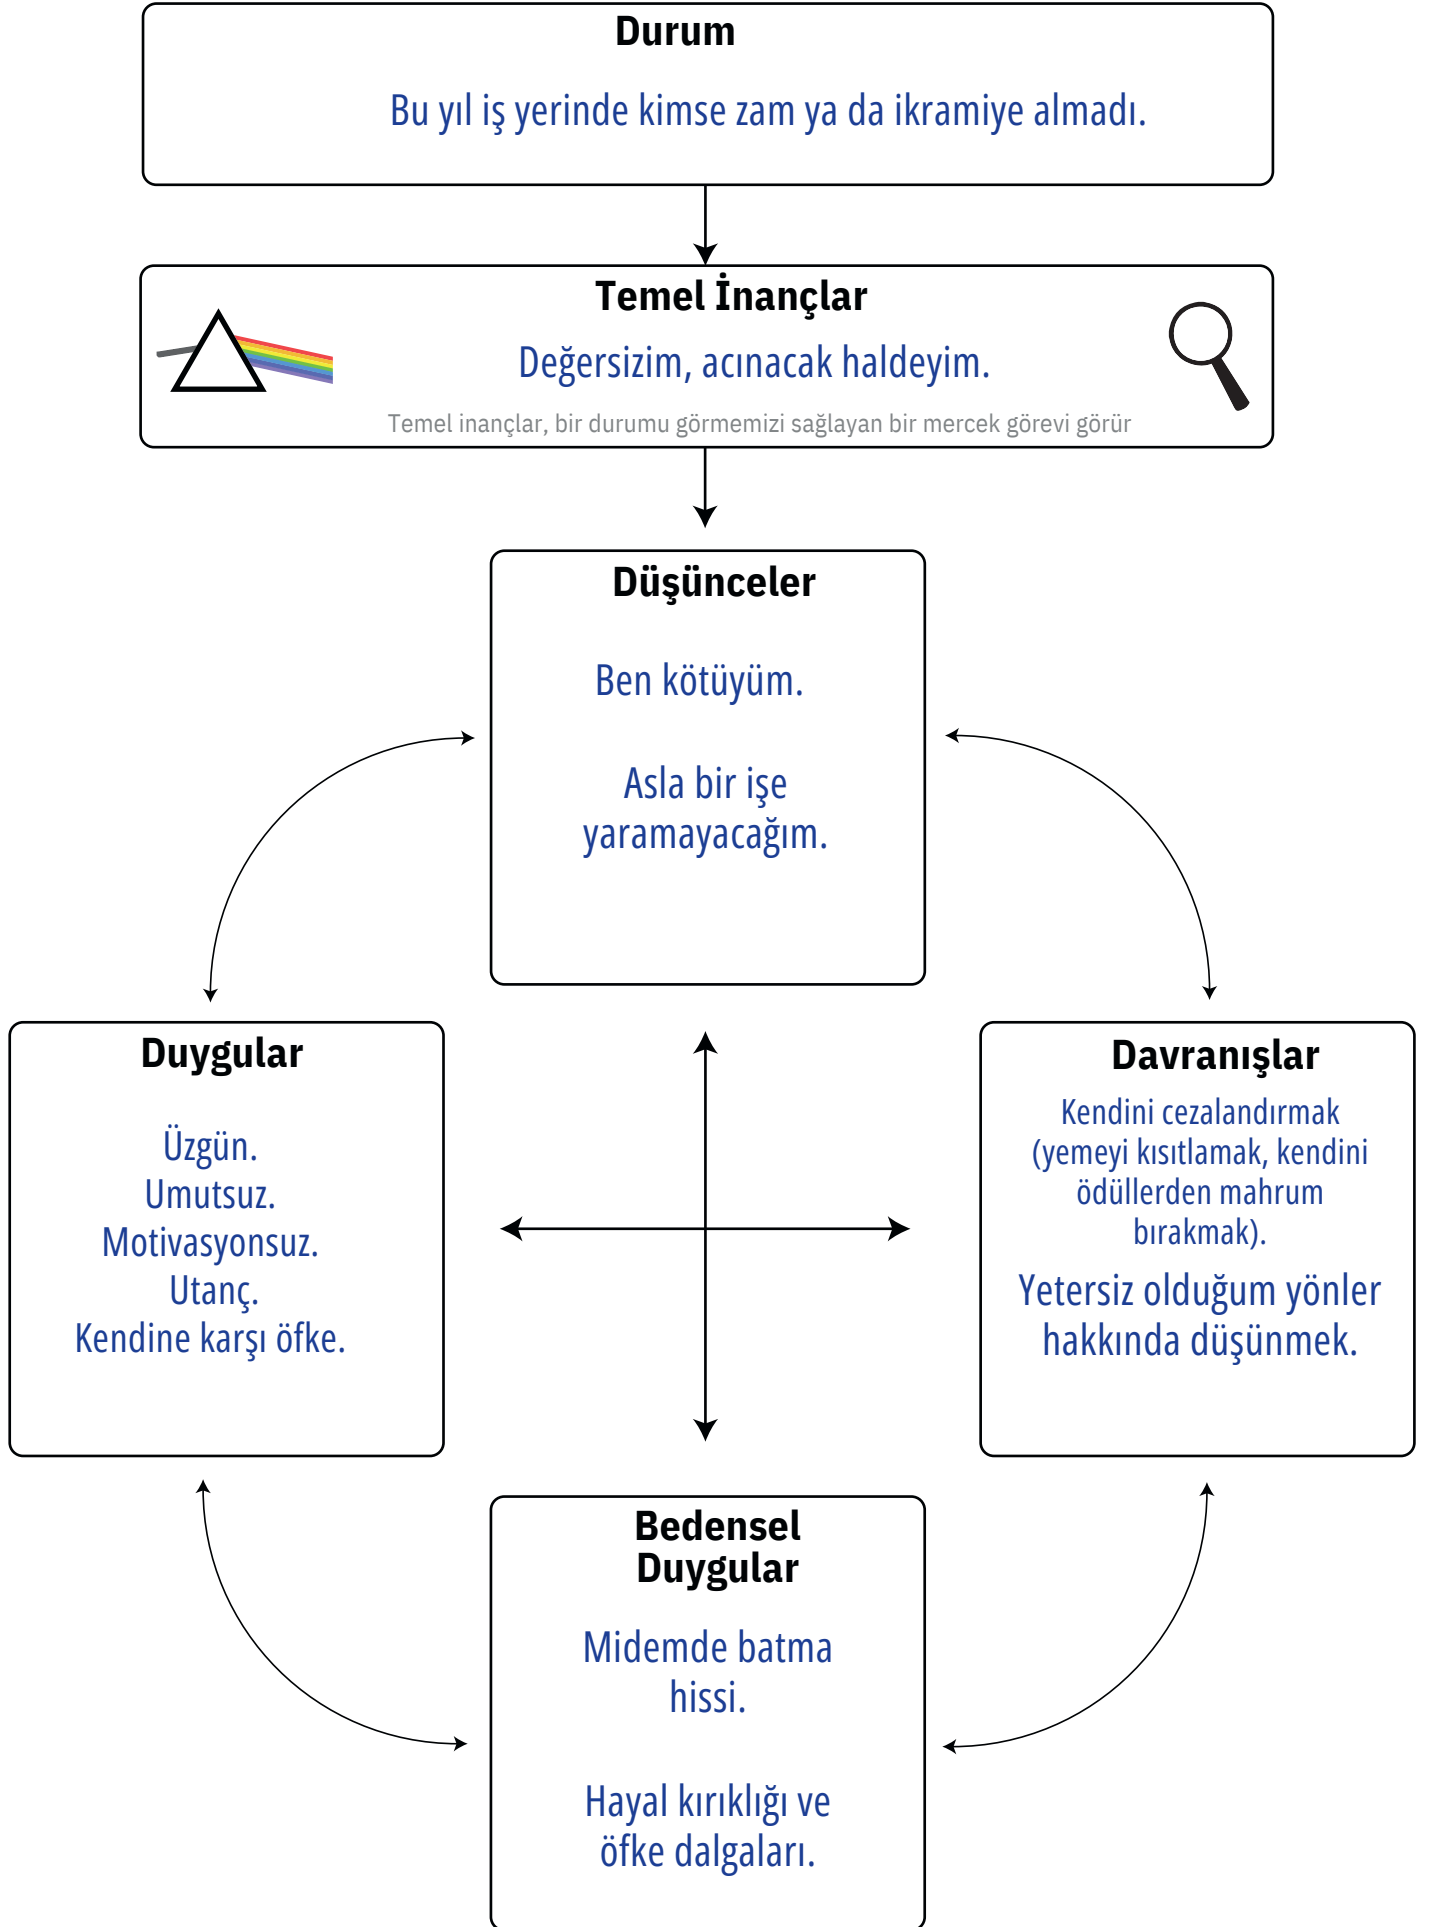 Durum
Bu yıl iş yerinde kimse zam ya da ikramiye almadı.
Temel İnançlar
Değersizim, acınacak haldeyim.
Temel inançlar, bir durumu görmemizi sağlayan bir mercek görevi görür
Düşünceler
Ben kötüyüm.
Asla bir işe
yaramayacağım.
Duygular
Üzgün.
Umutsuz.
Motivasyonsuz.
Utanç.
Kendine karşı öfke.
Davranışlar
Kendini cezalandırmak
(yemeyi kısıtlamak, kendini
ödüllerden mahrum
bırakmak).
Yetersiz olduğum yönler
hakkında düşünmek.
Bedensel
Duygular
Midemde batma
hissi.
Hayal kırıklığı ve
öfke dalgaları.